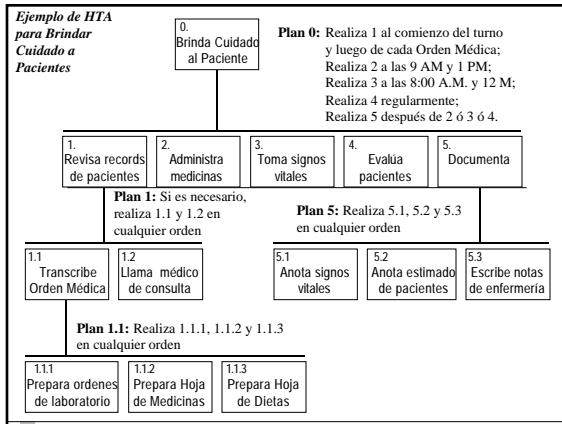 Ejemplo de HTA
para Brindar
Cuidado a
Pacientes
0.
Brinda Cuidado
al Paciente
Plan 0: Realiza 1 al comienzo del turno
y luego de cada Orden Médica;
Realiza 2 a las 9 AM y 1 PM;
Realiza 3 a las 8:00 A.M. y 12 M;
Realiza 4 regularmente;
Realiza 5 después de 2 ó 3 ó 4.
1.
Revisa records
de pacientes
2.
Administra
medicinas
3.
Toma signos
vitales
4.
Evalúa
pacientes
5.
Documenta
Plan 1: Si es necesario,
realiza 1.1 y 1.2 en
cualquier orden
Plan 5: Realiza 5.1, 5.2 y 5.3
en cualquier orden
1.1
Transcribe
Orden Médica
1.2
Llama médico
de consulta
5.1
Anota signos
vitales
5.2
Anota estimado
de pacientes
5.3
Escribe notas
de enfermería
Plan 1.1: Realiza 1.1.1, 1.1.2 y 1.1.3
en cualquier orden
1.1.1
Prepara ordenes
de laboratorio
1.1.2
Prepara Hoja
de Medicinas
1.1.3
Prepara Hoja
de Dietas